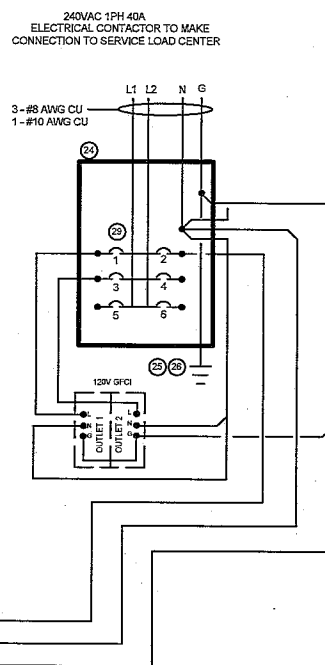 240VAC 1PH 40A
ELECTRICAL CONTACTOR TO MAKE
CONNECTION TO SERVICE LOAD CENTER
L1 L2 N G
3 - #8 AWG CU
1 - #10 AWG CU
24
29
1 2
3 4
5 6
25 26
120V GFCI
L L
N N
G G
OUTLET 1
OUTLET 2